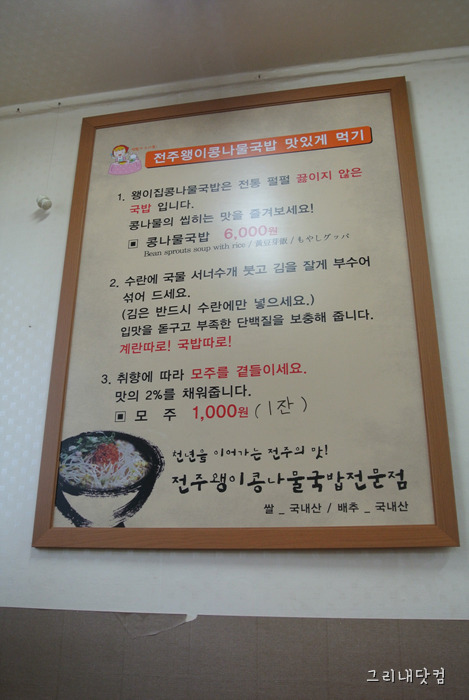 전주왱이콩나물국밥 맛있게 먹기
1. 왱이집콩나물국밥은 전통 펄펄 끓이지 않은
국밥 입니다.
콩나물의 씹히는 맛을 즐겨보세요!
▣ 콩나물국밥 6,000원
Bean sprouts soup with rice / 黃豆芽飯 / もやしグッパ
2. 수란에 국물 서너수개 붓고 김을 잘게 부수어
섞어 드세요.
(김은 반드시 수란에만 넣으세요.)
입맛을 돋구고 부족한 단백질을 보충해 줍니다.
계란따로! 국밥따로!
3. 취향에 따라 모주를 곁들이세요.
맛의 2%를 채워줍니다.
▣ 모 주 1,000원 (1잔)
천년을 이어가는 전주의 맛!
전주왱이콩나물국밥전문점
쌀 _ 국내산 / 배추 _ 국내산
그리내닷컴